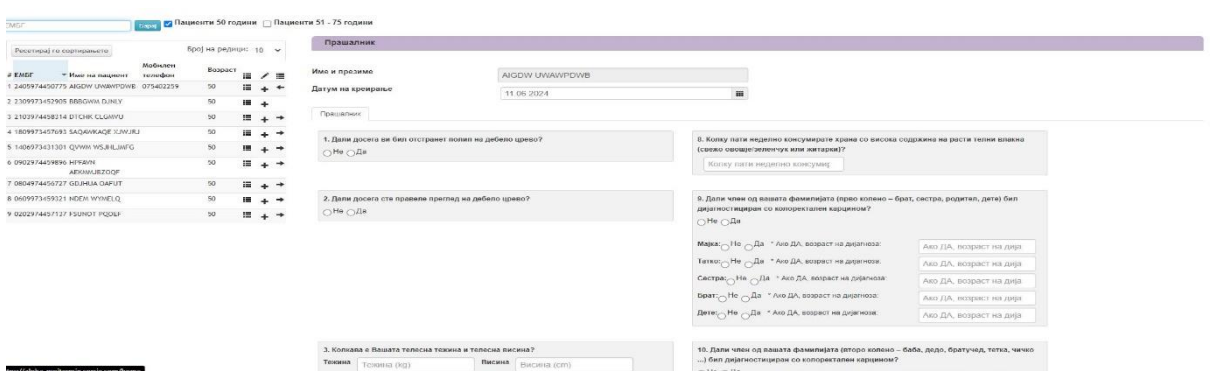 ЕМБГ Барај Пациенти 50 години Пациенти 51 - 75 години
Ресетирај го сортирањето Број на редици: 10
# ЕМБГ Име на пациент Мобилен телефон Возраст
1 2405974450775 AIGDW UWAWPDWB 075402259 50
2 2309973452905 BBBGWM DJNLY 50
3 2103974458314 DTCHK CLGMVU 50
4 1809973457693 SAQAWKAQE XJWJRJ 50
5 1406973431301 QVWM WSJHLJMFG 50
6 0902974459896 HPFAVN AEXMMJBZOQF 50
7 0804974456727 GDJHUA OAFUT 50
8 0609973459321 NDEM WYMELQ 50
9 0202974457127 FSUNOT PQDEF 50
Прашалник
Име и презиме AIGDW UWAWPDWB
Датум на креирање 11.06.2024
Прашалник
1. Дали досега ви бил отстранет полип на дебело црево?
Не Да
2. Дали досега сте правеле преглед на дебело црево?
Не Да
3. Колкава е Вашата телесна тежина и телесна висина?
Тежина Тежина (kg) Висина Висина (cm)
8. Колку пати неделно консумирате храна со висока содржина на расти телни влакна
(свежо овошје/зеленчук или житарки)?
Колку пати неделно консумир
9. Дали член од вашата фамилијата (прво колено – брат, сестра, родител, дете) бил
дијагностициран со колоректален карцином?
Не Да
Мајка: Не Да * Ако ДА, возраст на дијагноза: Ако ДА, возраст на дија
Татко: Не Да * Ако ДА, возраст на дијагноза: Ако ДА, возраст на дија
Сестра: Не Да * Ако ДА, возраст на дијагноза: Ако ДА, возраст на дија
Брат: Не Да * Ако ДА, возраст на дијагноза: Ако ДА, возраст на дија
Дете: Не Да * Ако ДА, возраст на дијагноза: Ако ДА, возраст на дија
10. Дали член од вашата фамилијата (второ колено – баба, дедо, братучед, тетка, чичко
...) бил дијагностициран со колоректален карцином?